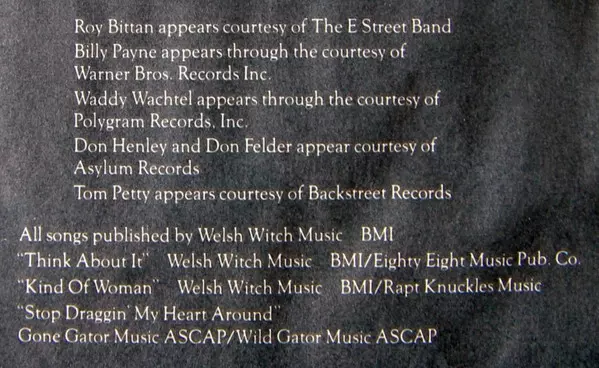 Roy Bittan appears courtesy of The E Street Band
Billy Payne appears through the courtesy of
Warner Bros. Records Inc.
Waddy Wachtel appears through the courtesy of
Polygram Records, Inc.
Don Henley and Don Felder appear courtesy of
Asylum Records
Tom Petty appears courtesy of Backstreet Records
All songs published by Welsh Witch Music BMI
"Think About It" Welsh Witch Music BMI/Eighty Eight Music Pub. Co.
"Kind Of Woman" Welsh Witch Music BMI/Rapt Knuckles Music
"Stop Draggin' My Heart Around"
Gone Gator Music ASCAP/Wild Gator Music ASCAP